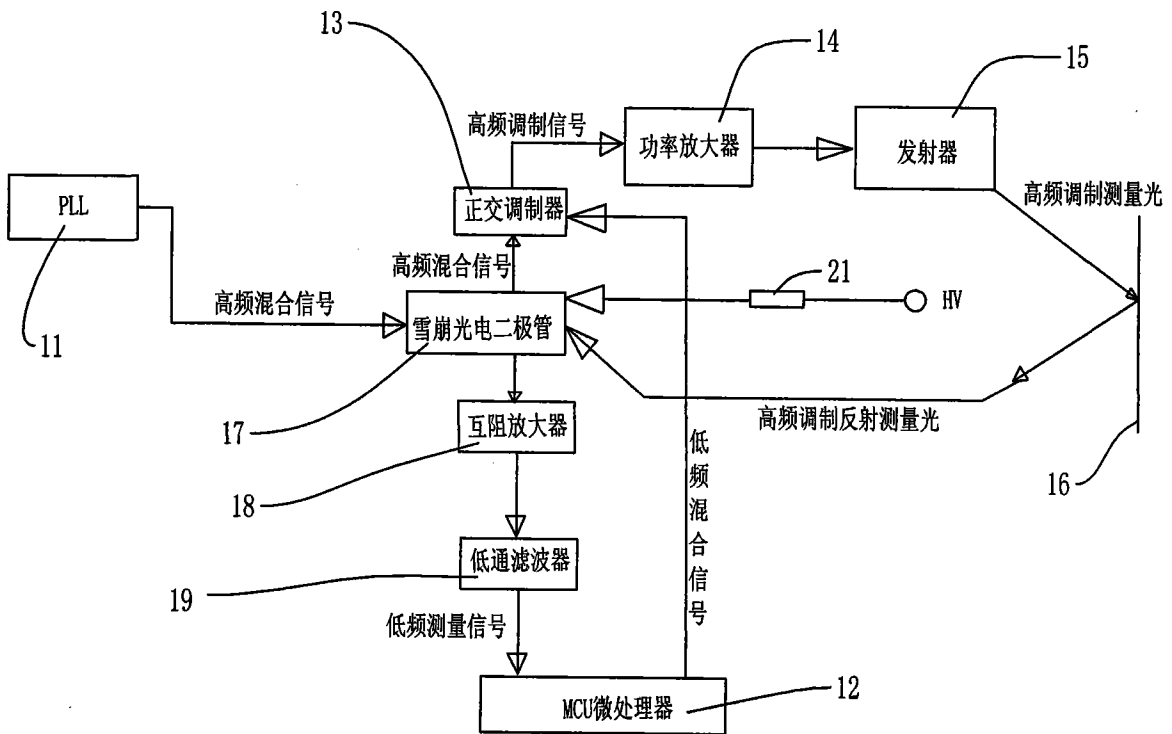 13
14
15
高频调制信号
功率放大器
发射器
PLL
正交调制器
高频调制测量光
高频混合信号
21
高频混合信号
HV
11
雪崩光电二极管
17
互阻放大器
高频调制反射测量光
低频混合信号
16
18
低通滤波器
19
低频测量信号
12
MCU微处理器